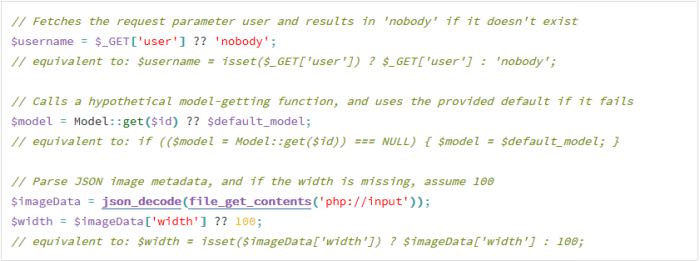 // Fetches the request parameter user and results in 'nobody' if it doesn't exist
$username = $_GET['user'] ?? 'nobody';
// equivalent to: $username = isset($_GET['user']) ? $_GET['user'] : 'nobody';
// Calls a hypothetical model-getting function, and uses the provided default if it fails
$model = Model::get($id) ?? $default_model;
// equivalent to: if (($model = Model::get($id)) === NULL) { $model = $default_model; }
// Parse JSON image metadata, and if the width is missing, assume 100
$imageData = json_decode(file_get_contents('php://input'));
$width = $imageData['width'] ?? 100;
// equivalent to: $width = isset($imageData['width']) ? $imageData['width'] : 100;